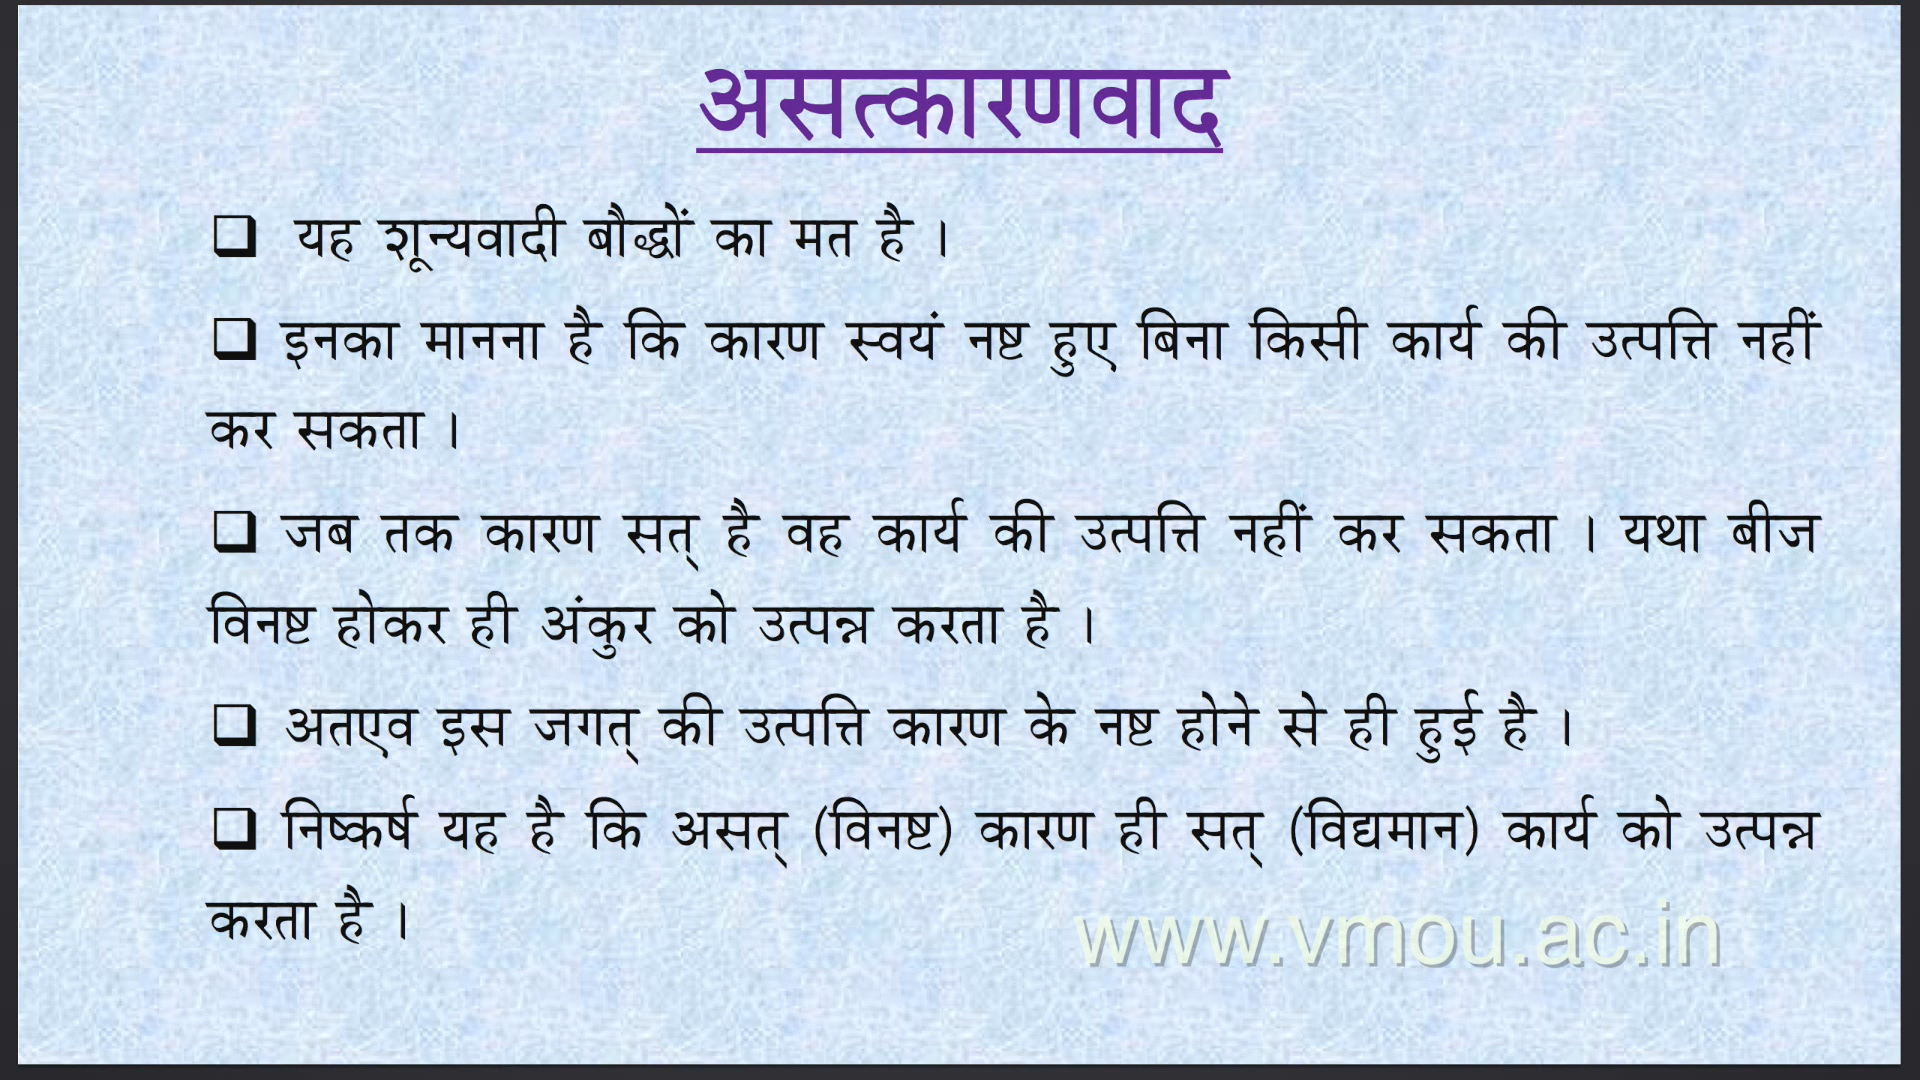 असत्कारणवाद
❑ यह शून्यवादी बौद्धों का मत है ।
❑ इनका मानना है कि कारण स्वयं नष्ट हुए बिना किसी कार्य की उत्पत्ति नहीं
कर सकता ।
❑ जब तक कारण सत् है वह कार्य की उत्पत्ति नहीं कर सकता । यथा बीज
विनष्ट होकर ही अंकुर को उत्पन्न करता है ।
❑ अतएव इस जगत् की उत्पत्ति कारण के नष्ट होने से ही हुई है ।
❑ निष्कर्ष यह है कि असत् (विनष्ट) कारण ही सत् (विद्यमान) कार्य को उत्पन्न
करता है ।
www.vmou.ac.in